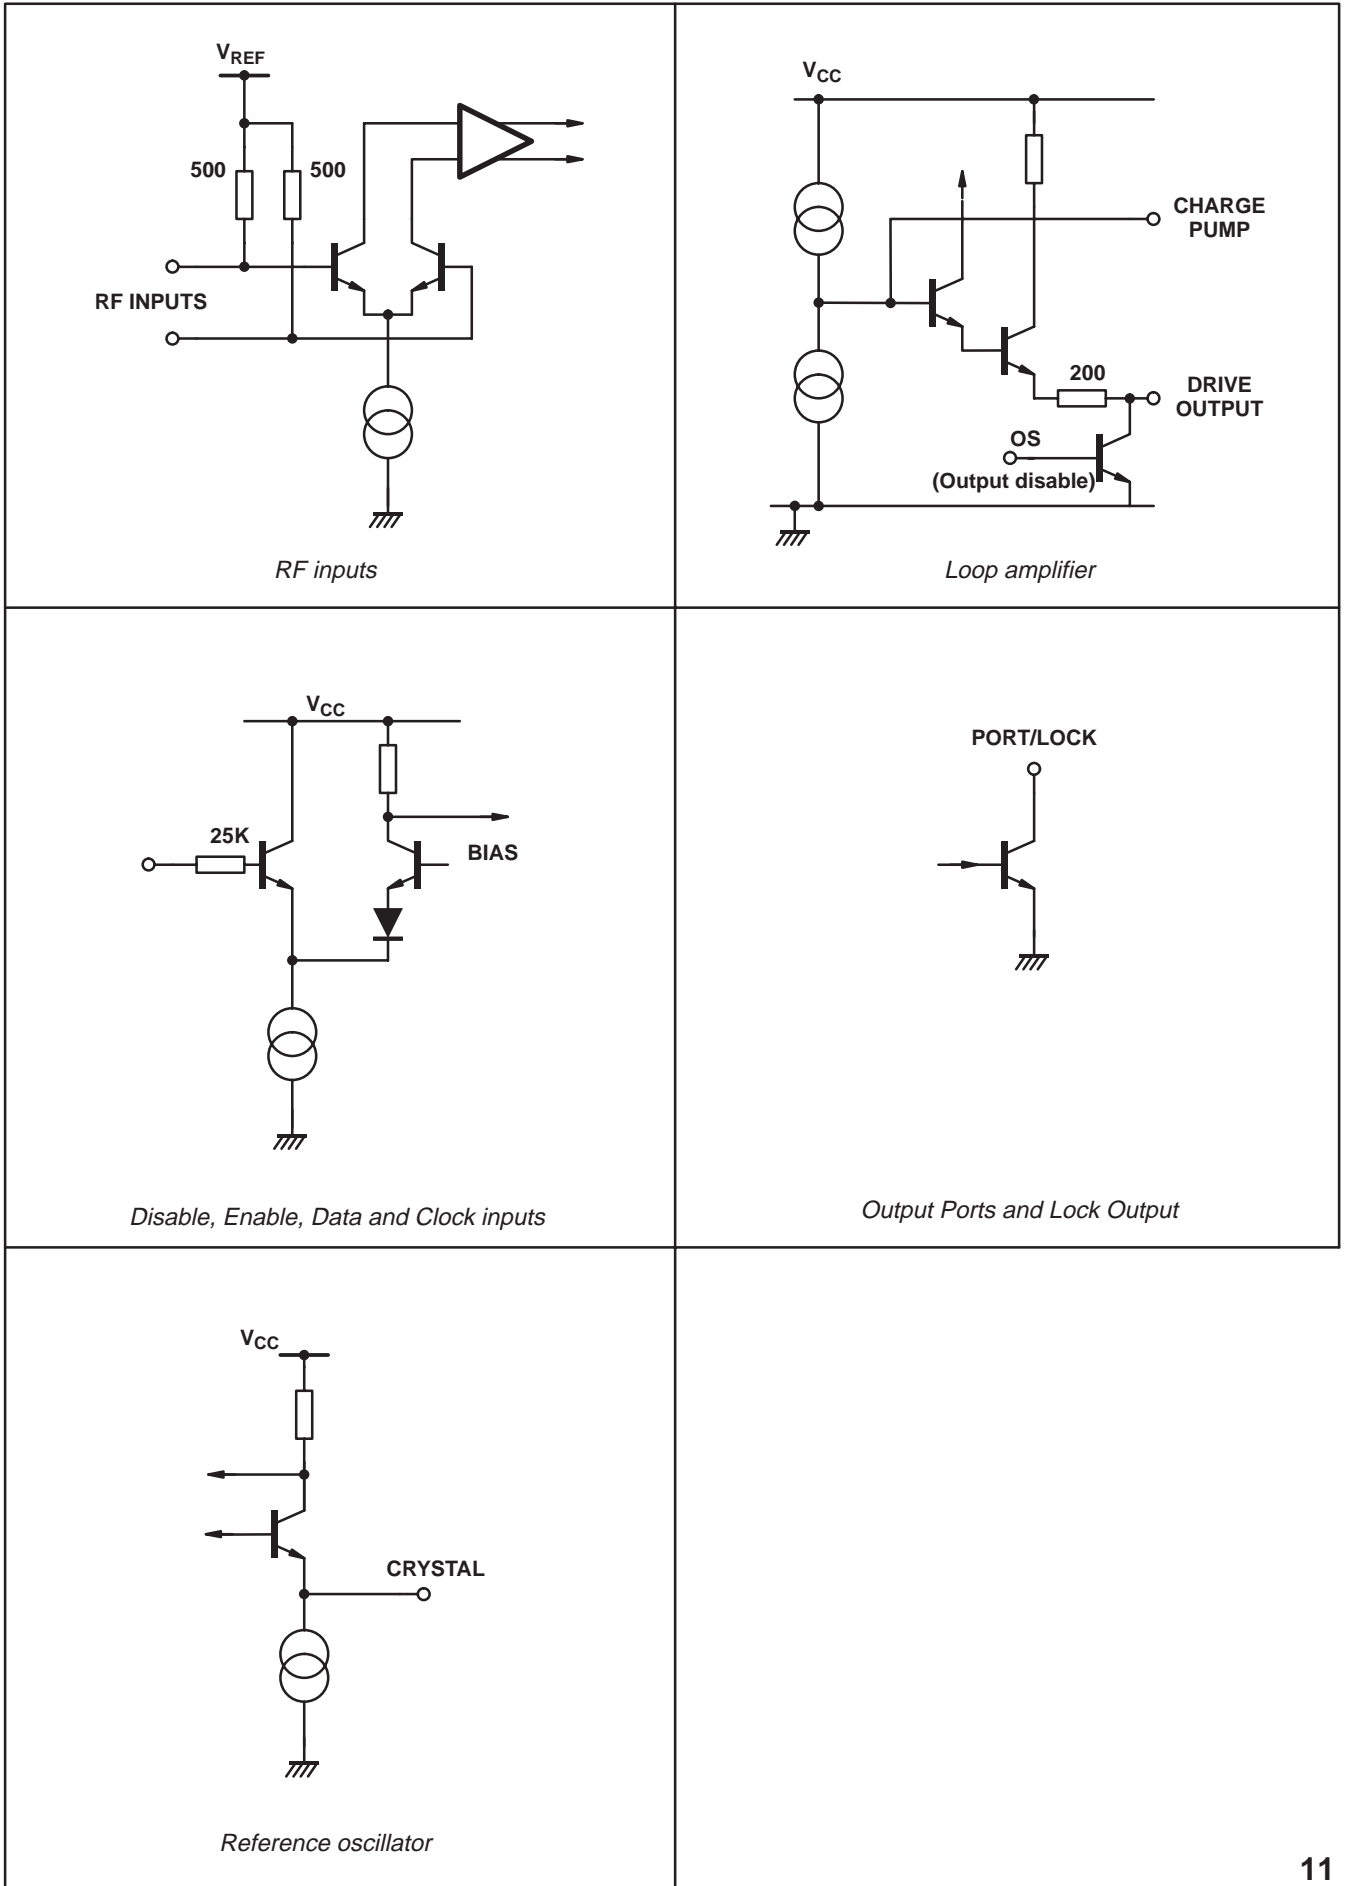 VREF
500
500
RF INPUTS
RF inputs
VCC
CHARGE
PUMP
200
DRIVE
OUTPUT
OS
(Output disable)
Loop amplifier
VCC
25K
BIAS
Disable, Enable, Data and Clock inputs
PORT/LOCK
Output Ports and Lock Output
VCC
CRYSTAL
Reference oscillator
11